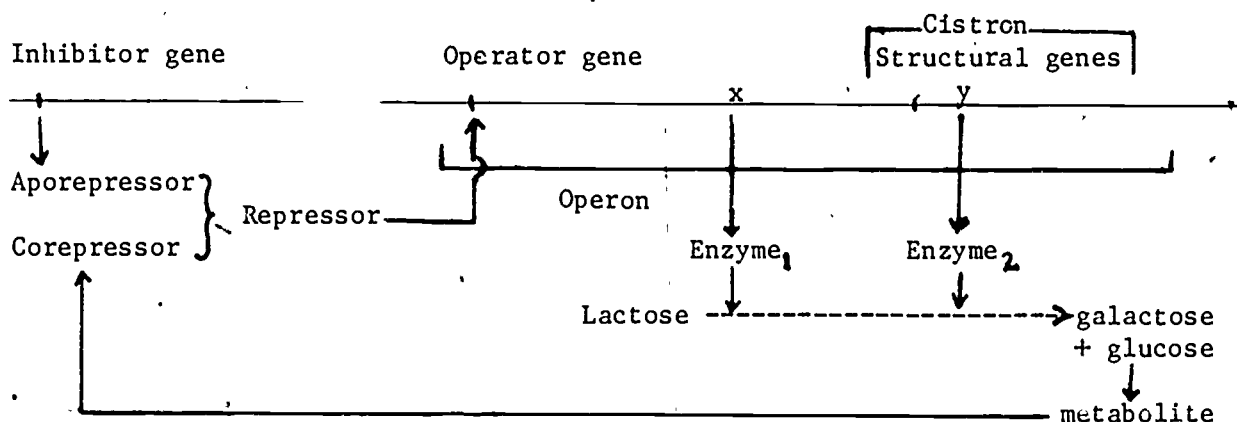 Cistron
Inhibitor gene Operator gene Structural genes
x y
Aporepressor
Operon
Repressor
Corepressor Enzyme1 Enzyme2
Lactose galactose
+ glucose
metabolite